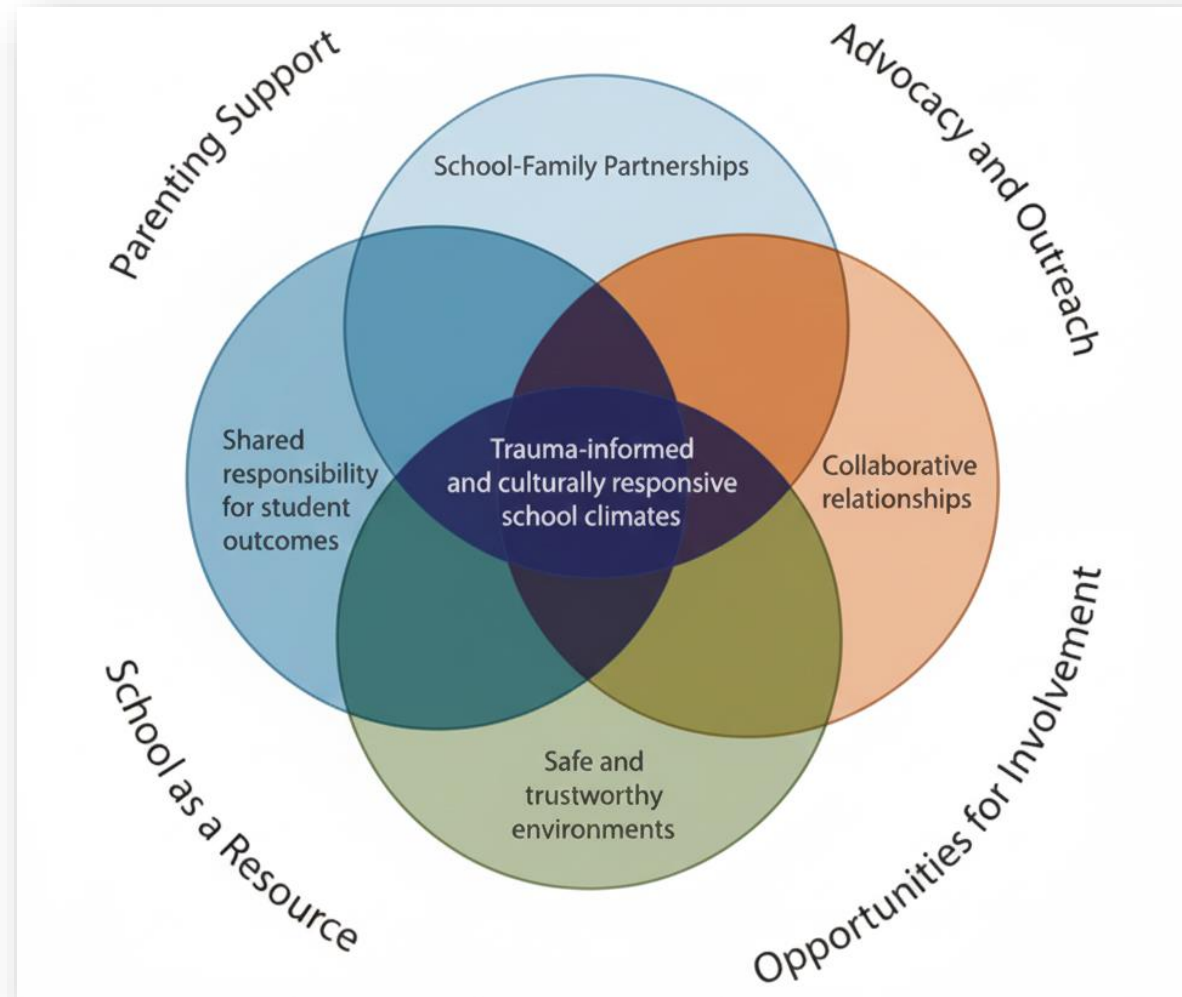 Parenting Support
Advocacy and Outreach
School-Family Partnerships
Shared
responsibility
for student
outcomes
Trauma-informed
and culturally responsive
school climates
Collaborative
relationships
Safe and
trustworthy
environments
School as a Resource
Opportunities for Involvement